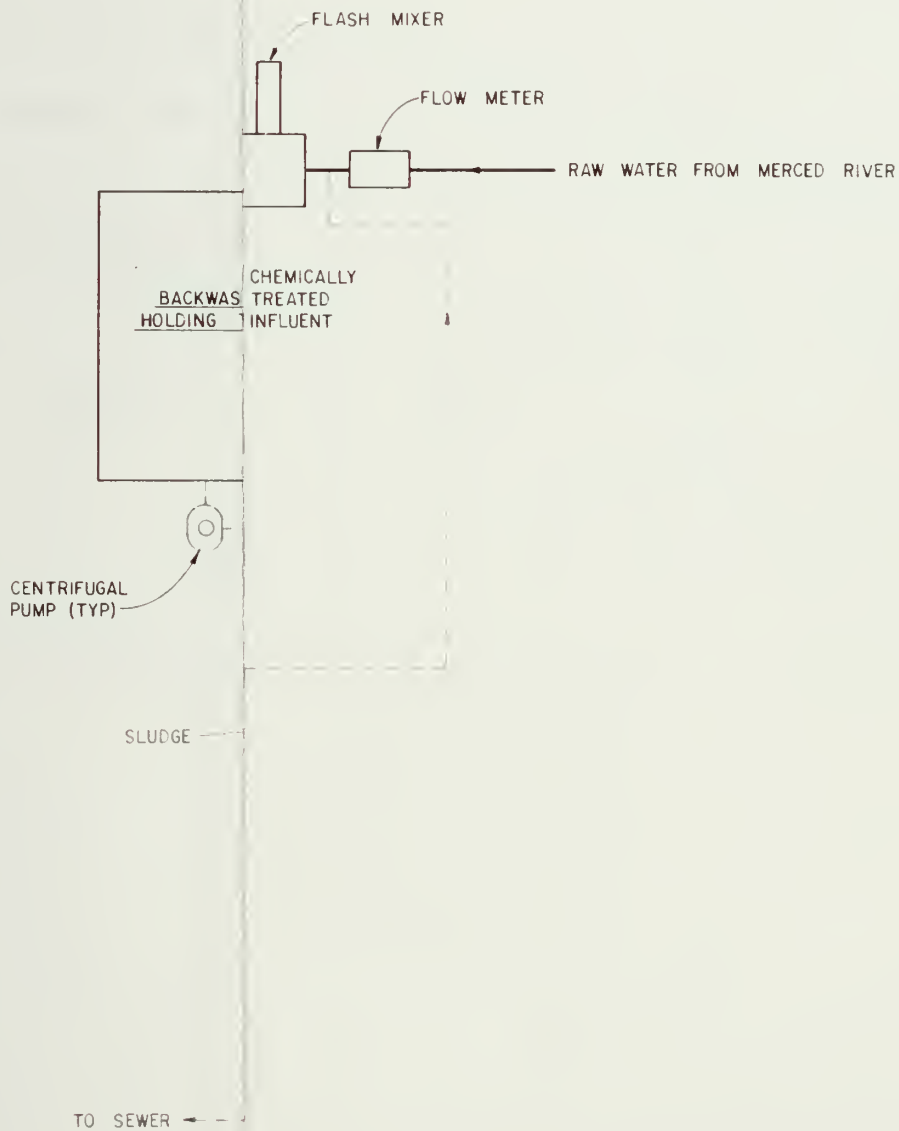 FLASH MIXER
FLOW METER
RAW WATER FROM MERCED RIVER
CHEMICALLY
TREATED
INFLUENT
BACKWAS
HOLDING
CENTRIFUGAL
PUMP (TYP)
SLUDGE
TO SEWER